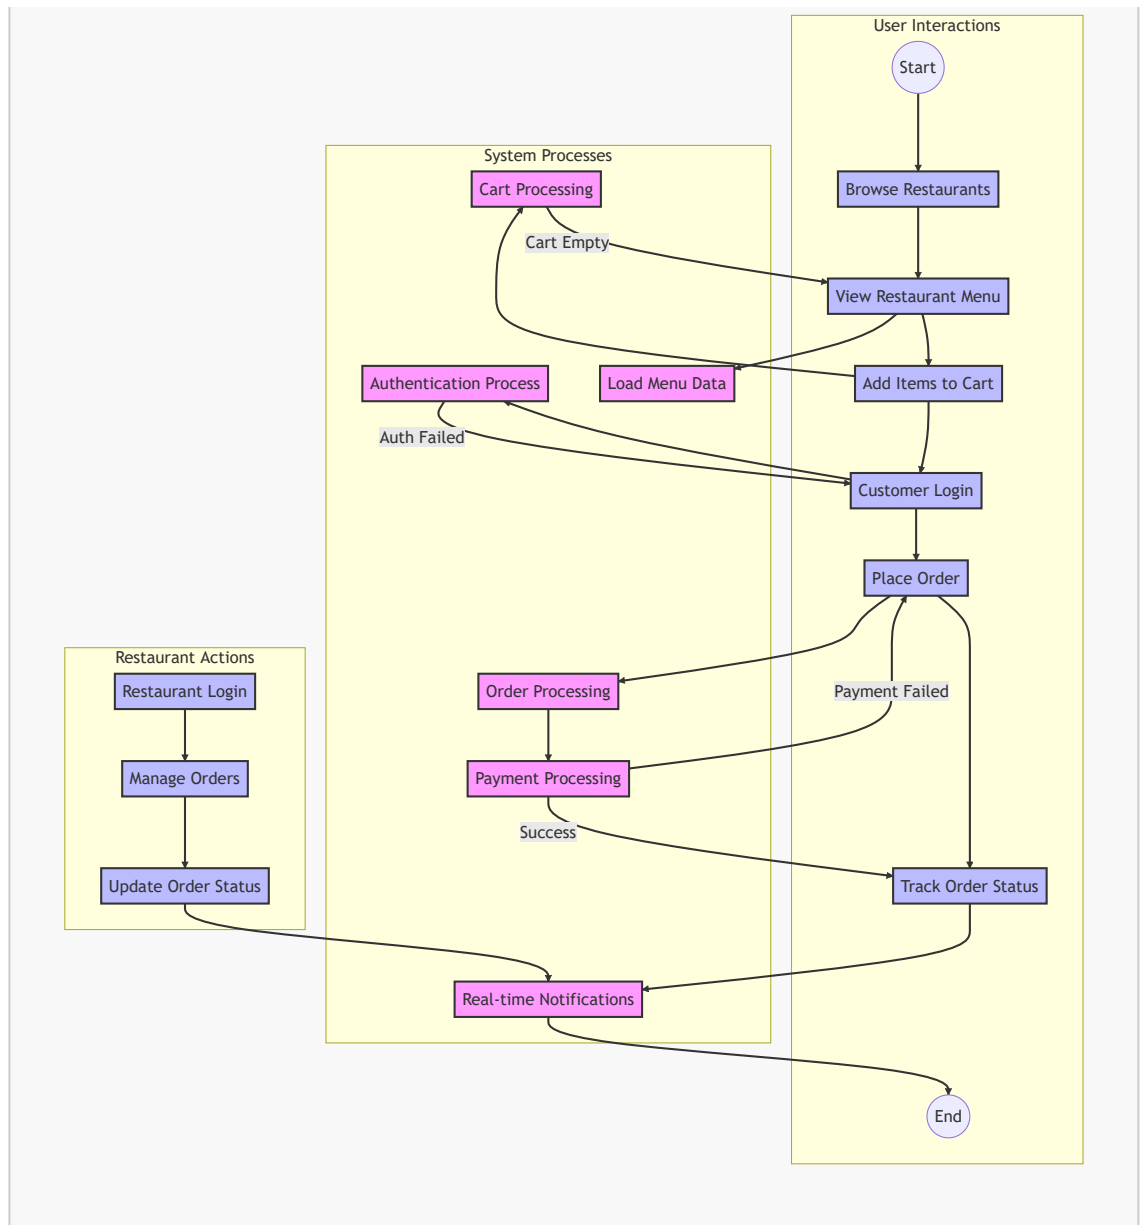 User Interactions
Start
System Processes
Cart Processing
Browse Restaurants
Cart Empty
View Restaurant Menu
Authentication Process
Load Menu Data
Add Items to Cart
Auth Failed
Customer Login
Place Order
Restaurant Actions
Restaurant Login
Order Processing
Payment Failed
Manage Orders
Payment Processing
Success
Update Order Status
Track Order Status
Real-time Notifications
End